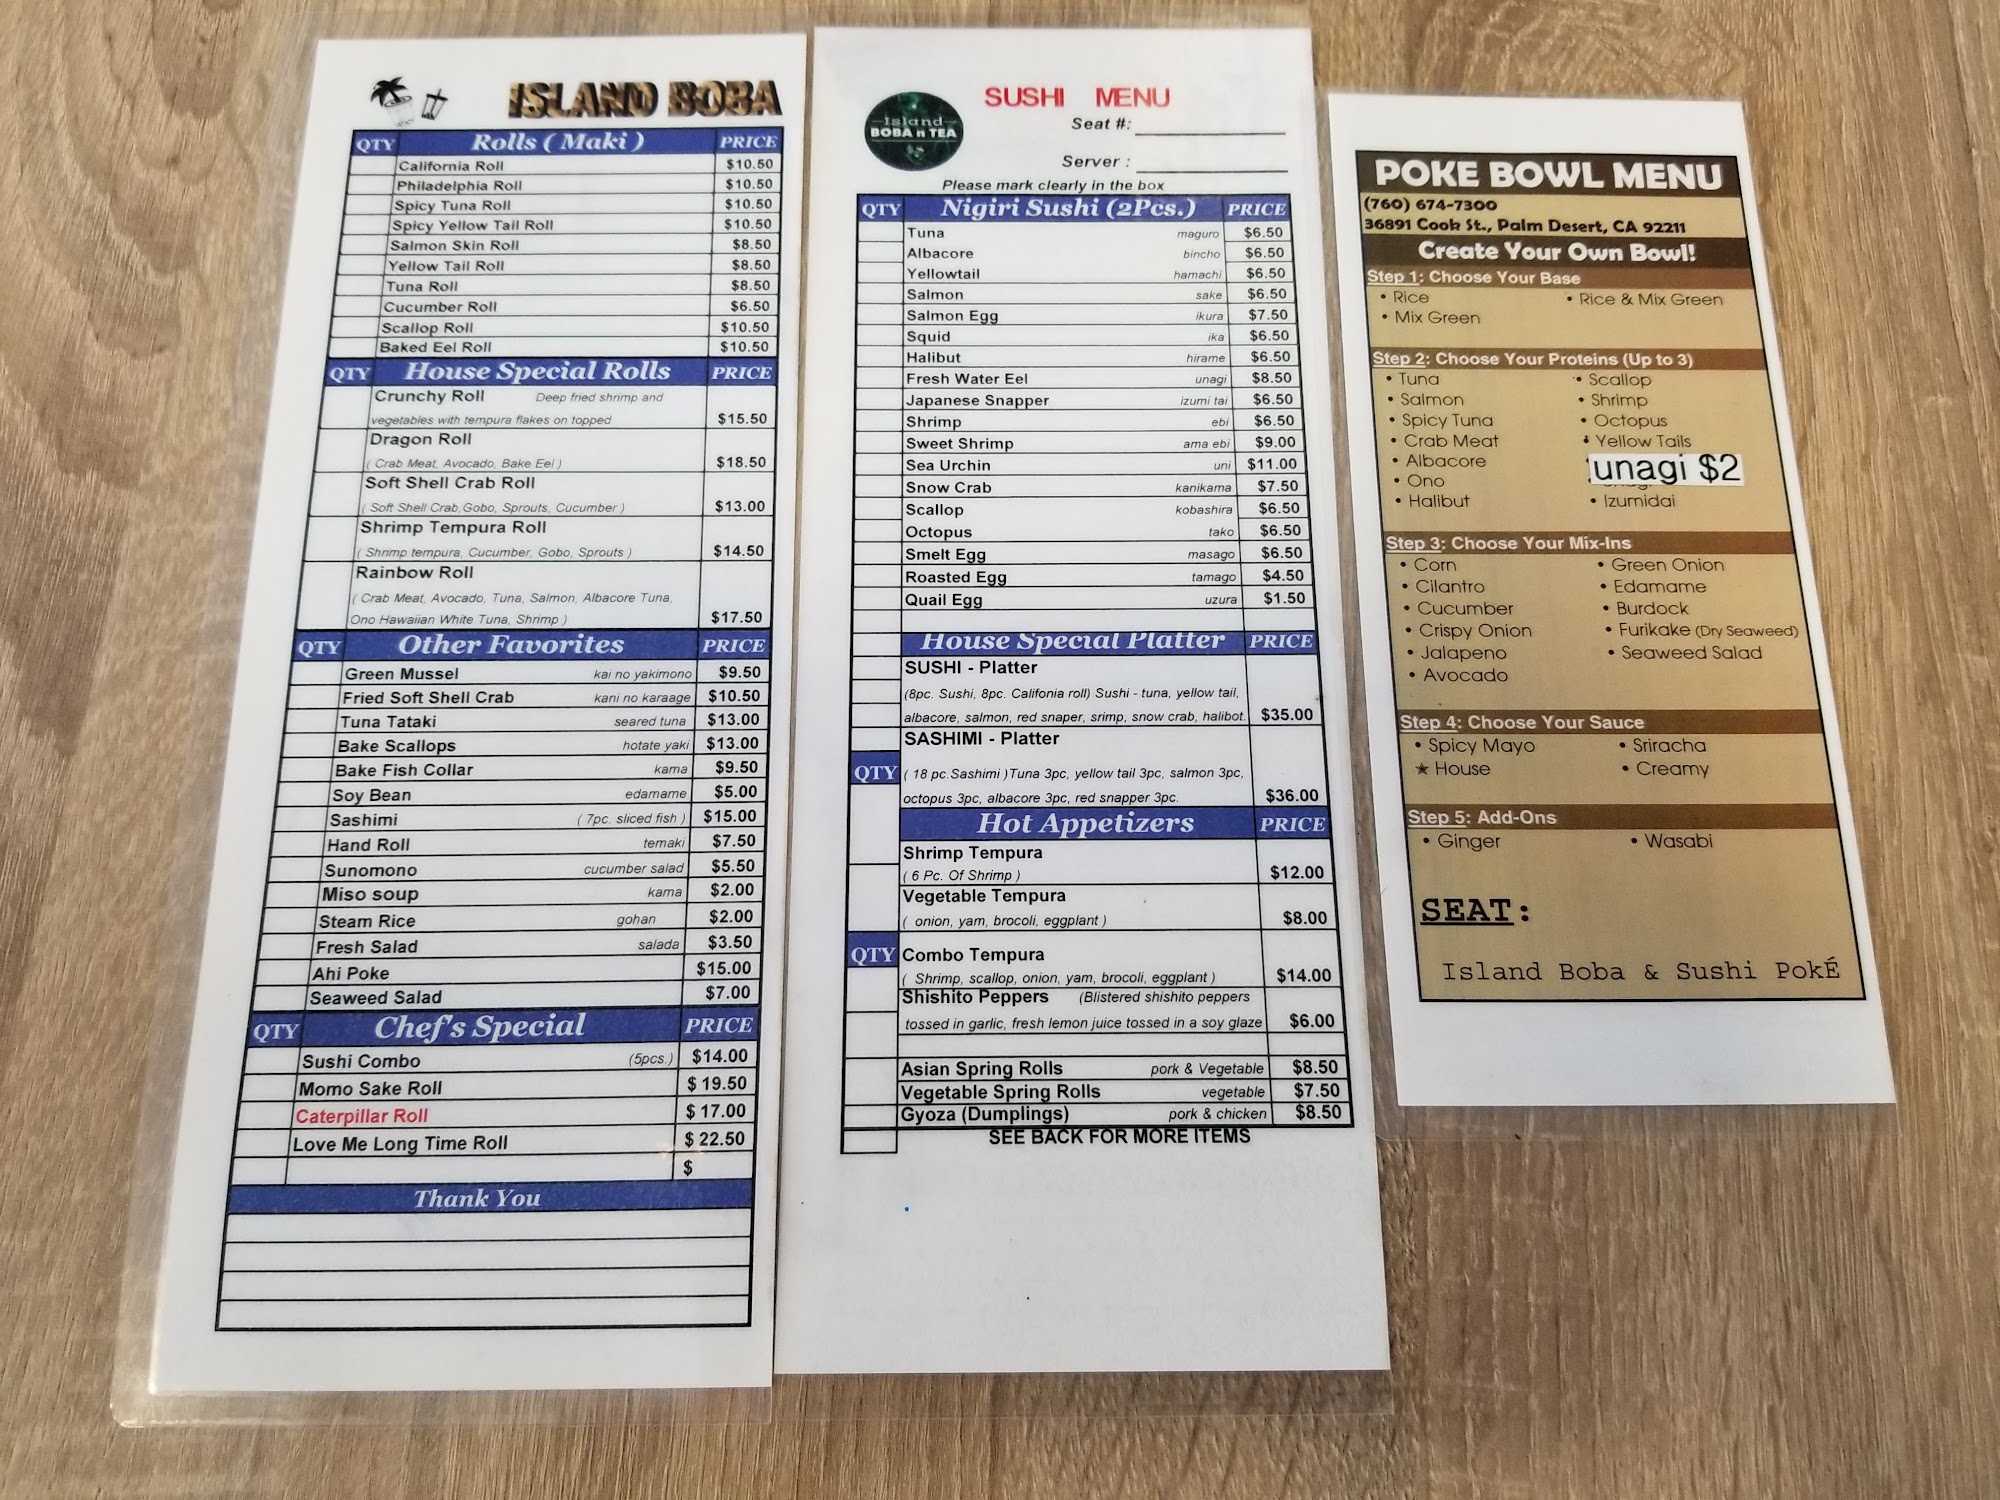 ISLAND BOBA
QTY Rolls ( Maki ) PRICE
California Roll $10.50
Philadelphia Roll $10.50
Spicy Tuna Roll $10.50
Spicy Yellow Tail Roll $10.50
Salmon Skin Roll $8.50
Yellow Tail Roll $8.50
Tuna Roll $8.50
Cucumber Roll $6.50
Scallop Roll $10.50
Baked Eel Roll $10.50
QTY House Special Rolls PRICE
Crunchy Roll Deep fried shrimp and
vegetables with tempura flakes on topped $15.50
Dragon Roll
( Crab Meat, Avocado, Bake Eel ) $18.50
Soft Shell Crab Roll
( Soft Shell Crab, Gobo, Sprouts, Cucumber ) $13.00
Shrimp Tempura Roll
( Shrimp tempura, Cucumber, Gobo, Sprouts ) $14.50
Rainbow Roll
( Crab Meat, Avocado, Tuna, Salmon, Albacore Tuna,
Ono Hawaiian White Tuna, Shrimp ) $17.50
QTY Other Favorites PRICE
Green Mussel kai no yakimono $9.50
Fried Soft Shell Crab kani no karaage $10.50
Tuna Tataki seared tuna $13.00
Bake Scallops hotate yaki $13.00
Bake Fish Collar kama $9.50
Soy Bean edamame $5.00
Sashimi ( 7pc. sliced fish ) $15.00
Hand Roll temaki $7.50
Sunomono cucumber salad $5.50
Miso soup kama $2.00
Steam Rice gohan $2.00
Fresh Salad salada $3.50
Ahi Poke $15.00
Seaweed Salad $7.00
QTY Chef's Special PRICE
Sushi Combo (5pcs.) $14.00
Momo Sake Roll $ 19.50
Caterpillar Roll $ 17.00
Love Me Long Time Roll $ 22.50
$
Thank You
Island
BOBA n TEA
SUSHI MENU
Seat #:
Server :
Please mark clearly in the box
QTY Nigiri Sushi (2Pcs.) PRICE
Tuna maguro $6.50
Albacore bincho $6.50
Yellowtail hamachi $6.50
Salmon sake $6.50
Salmon Egg ikura $7.50
Squid ika $6.50
Halibut hirame $6.50
Fresh Water Eel unagi $8.50
Japanese Snapper izumi tai $6.50
Shrimp ebi $6.50
Sweet Shrimp ama ebi $9.00
Sea Urchin uni $11.00
Snow Crab kanikama $7.50
Scallop kobashira $6.50
Octopus tako $6.50
Smelt Egg masago $6.50
Roasted Egg tamago $4.50
Quail Egg uzura $1.50
House Special Platter PRICE
SUSHI - Platter
(8pc. Sushi, 8pc. Califonia roll) Sushi - tuna, yellow tail,
albacore, salmon, red snaper, srimp, snow crab, halibot. $35.00
SASHIMI - Platter
QTY ( 18 pc.Sashimi )Tuna 3pc, yellow tail 3pc, salmon 3pc,
octopus 3pc, albacore 3pc, red snapper 3pc. $36.00
Hot Appetizers PRICE
Shrimp Tempura
( 6 Pc. Of Shrimp ) $12.00
Vegetable Tempura
( onion, yam, brocoli, eggplant ) $8.00
QTY Combo Tempura
( Shrimp, scallop, onion, yam, brocoli, eggplant ) $14.00
Shishito Peppers (Blistered shishito peppers
tossed in garlic, fresh lemon juice tossed in a soy glaze $6.00
Asian Spring Rolls pork & Vegetable $8.50
Vegetable Spring Rolls vegetable $7.50
Gyoza (Dumplings) pork & chicken $8.50
SEE BACK FOR MORE ITEMS
POKE BOWL MENU
(760) 674-7300
36891 Cook St., Palm Desert, CA 92211
Create Your Own Bowl!
Step 1: Choose Your Base
• Rice • Rice & Mix Green
• Mix Green
Step 2: Choose Your Proteins (Up to 3)
• Tuna • Scallop
• Salmon • Shrimp
• Spicy Tuna • Octopus
• Crab Meat • Yellow Tails
• Albacore unagi $2
• Ono
• Halibut • Izumidai
Step 3: Choose Your Mix-Ins
• Corn • Green Onion
• Cilantro • Edamame
• Cucumber • Burdock
• Crispy Onion • Furikake (Dry Seaweed)
• Jalapeno • Seaweed Salad
• Avocado
Step 4: Choose Your Sauce
• Spicy Mayo • Sriracha
★ House • Creamy
Step 5: Add-Ons
• Ginger • Wasabi
SEAT:
Island Boba & Sushi PokÉ